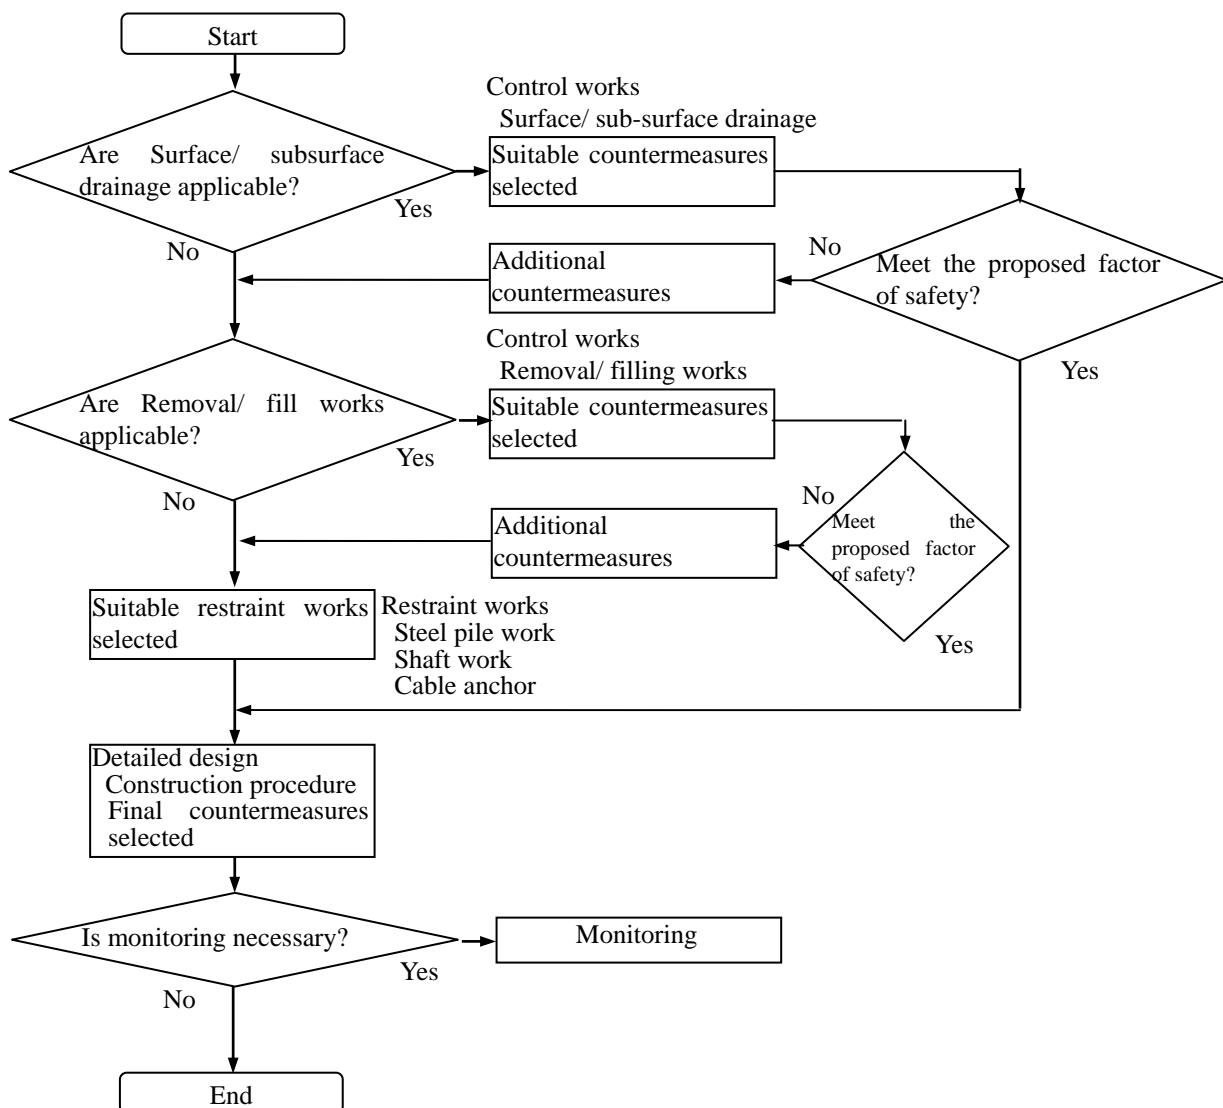 Start
Control works
Surface/ sub-surface drainage
Are Surface/ subsurface
drainage applicable?
Suitable countermeasures
selected
Yes
No
No
Meet the proposed factor
of safety?
Additional
countermeasures
Yes
Control works
Removal/ filling works
Are Removal/ fill works
applicable?
Suitable countermeasures
selected
Yes
No
No
Meet the
proposed factor
of safety?
Additional
countermeasures
Yes
Suitable restraint works
selected
Restraint works
Steel pile work
Shaft work
Cable anchor
Detailed design
Construction procedure
Final countermeasures
selected
Is monitoring necessary?
Monitoring
Yes
No
End